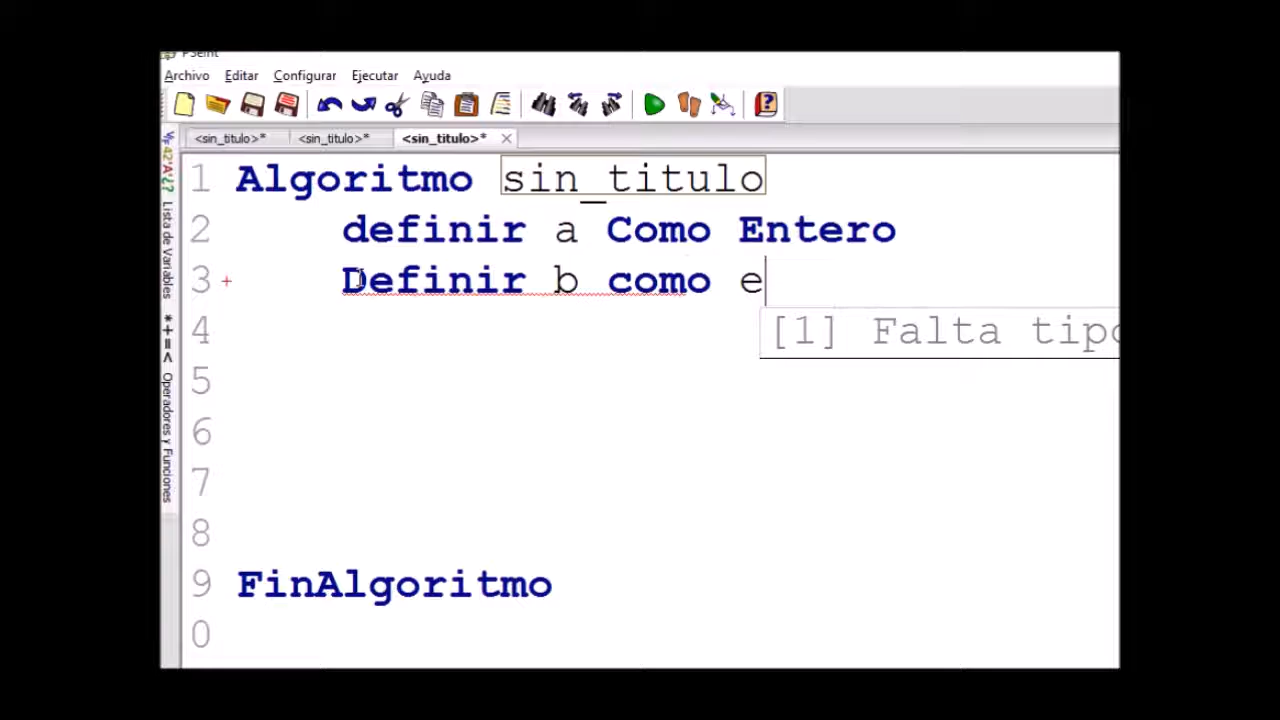 PSeInt
Archivo Editar Configurar Ejecutar Ayuda
<sin_titulo>* <sin_titulo>* <sin_titulo>*
1 Algoritmo sin_titulo
2 definir a Como Entero
3 Definir b como e
[1] Falta tipo
4
5
6
7
8
9 FinAlgoritmo
0
Lista de Variables
*+=< Operadores y Funciones